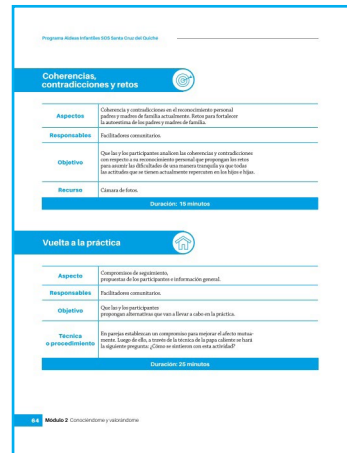 Programa Aldeas Infantiles SOS Santa Cruz del Quiché
Coherencias,
contradicciones y retos
Aspectos
Coherencia y contradicciones en el reconocimiento personal
padres y madres de familia actualmente. Retos para fortalecer
la autoestima de los padres y madres de familia.
Responsables
Facilitadores comunitarios.
Objetivo
Que las y los participantes analicen las coherencias y contradicciones
con respecto a su reconocimiento personal que propongan los retos
para asumir las dificultades de una manera tranquila ya que todas
las actitudes que se tienen actualmente repercuten en los hijos e hijas.
Recurso
Cámara de fotos.
Duración: 15 minutos
Vuelta a la práctica
Aspecto
Compromisos de seguimiento,
propuestas de los participantes e información general.
Responsables
Facilitadores comunitarios.
Objetivo
Que las y los participantes
propongan alternativas que van a llevar a cabo en la práctica.
Técnica
o procedimiento
En parejas establezcan un compromiso para mejorar el afecto mutua-
mente. Luego de ello, a través de la técnica de la papa caliente se hará
la siguiente pregunta: ¿Cómo se sintieron con esta actividad?
Duración: 25 minutos
64 Módulo 2 Conociéndome y valorándome